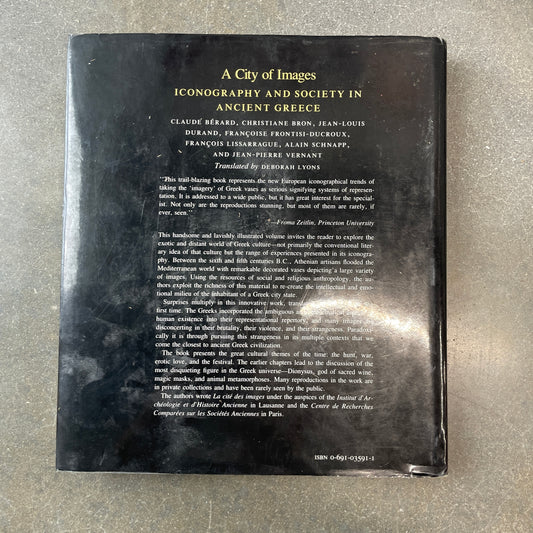 A City of Images
ICONOGRAPHY AND SOCIETY IN
ANCIENT GREECE
CLAUDE BÉRARD, CHRISTIANE BRON, JEAN-LOUIS
DURAND, FRANÇOISE FRONTISI-DUCROUX,
FRANÇOIS LISSARRAGUE, ALAIN SCHNAPP,
AND JEAN-PIERRE VERNANT
Translated by DEBORAH LYONS
"This trail-blazing book represents the new European iconographical trends of
taking the 'imagery' of Greek vases as serious signifying systems of represen-
tation. It is addressed to a wide public, but it has great interest for the special-
ist. Not only are the reproductions stunning, but most of them are rarely, if
ever, seen."
—Froma Zeitlin, Princeton University
This handsome and lavishly illustrated volume invites the reader to explore the
exotic and distant world of Greek culture—not primarily the conventional liter-
ary idea of that culture but the range of experiences presented in its iconogra-
phy. Between the sixth and fifth centuries B.C., Athenian artisans flooded the
Mediterranean world with remarkable decorated vases depicting a large variety
of images. Using the resources of social and religious anthropology, the au-
thors exploit the richness of this material to re-create the intellectual and emo-
tional milieu of the inhabitant of a Greek city state.
Surprises multiply in this innovative work, first time. The Greeks incorporated the ambiguous
human existence into their representational repertory, and many images
disconcerting in their brutality, their violence, and their strangeness. Paradoxi-
cally it is through pursuing this strangeness in its multiple contexts that we
come the closest to ancient Greek civilization.
The book presents the great cultural themes of the time: the hunt, war,
erotic love, and the festival. The earlier chapters lead to the discussion of the
most disquieting figure in the Greek universe—Dionysus, god of sacred wine,
magic masks, and animal metamorphoses. Many reproductions in the work are
in private collections and have been rarely seen by the public.
The authors wrote La cité des images under the auspices of the Institut d'Ar-
chéologie et d'Histoire Ancienne in Lausanne and the Centre de Recherches
Comparées sur les Sociétés Anciennes in Paris.
ISBN 0-691-03591-1